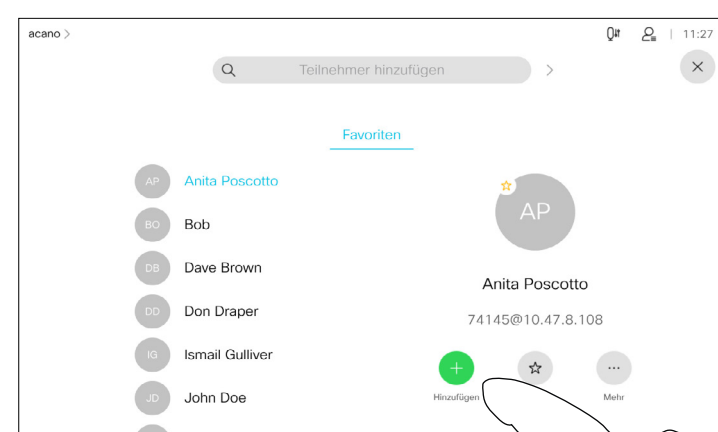 acano >
11:27
Teilnehmer hinzufügen
Favoriten
AP Anita Poscotto
BO Bob
DB Dave Brown
DD Don Draper
IG Ismail Gulliver
JD John Doe
AP
Anita Poscotto
74145@10.47.8.108
Hinzufügen
Mehr